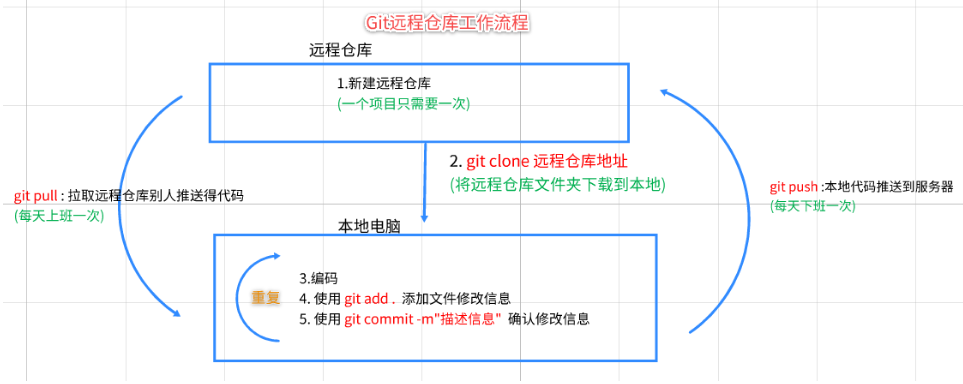 Git远程仓库工作流程
远程仓库
1.新建远程仓库
(一个项目只需要一次)
2. git clone 远程仓库地址
(将远程仓库文件夹下载到本地)
git pull : 拉取远程仓库别人推送得代码
(每天上班一次)
git push :本地代码推送到服务器
(每天下班一次)
本地电脑
重复
3.编码
4. 使用 git add . 添加文件修改信息
5. 使用 git commit -m"描述信息" 确认修改信息